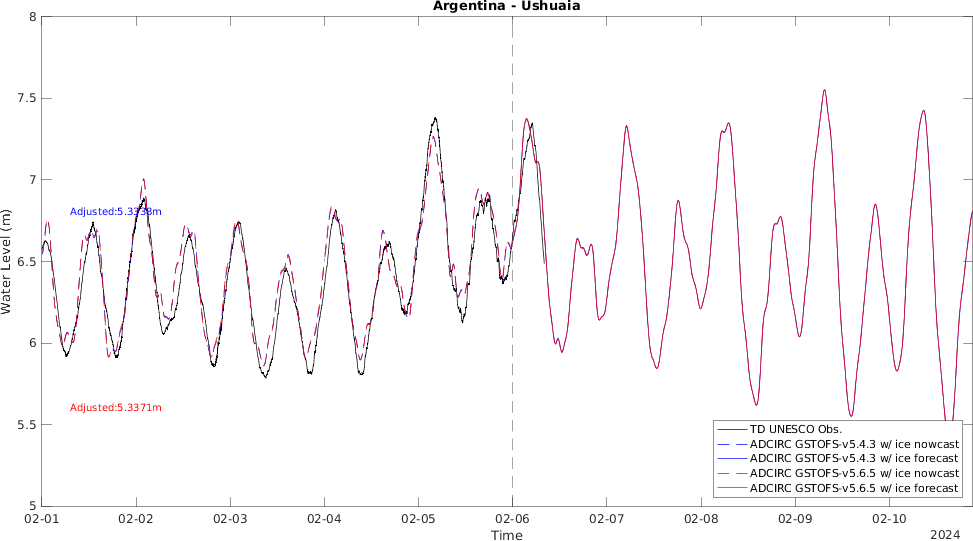 Argentina - Ushuaia
8
7.5
7
6.5
6
5.5
5
Water Level (m)
Adjusted:5.3338m
Adjusted:5.3371m
TD UNESCO Obs.
ADCIRC GSTOFS-v5.4.3 w/ ice nowcast
ADCIRC GSTOFS-v5.4.3 w/ ice forecast
ADCIRC GSTOFS-v5.6.5 w/ ice nowcast
ADCIRC GSTOFS-v5.6.5 w/ ice forecast
02-01 02-02 02-03 02-04 02-05 02-06 02-07 02-08 02-09 02-10
Time
2024